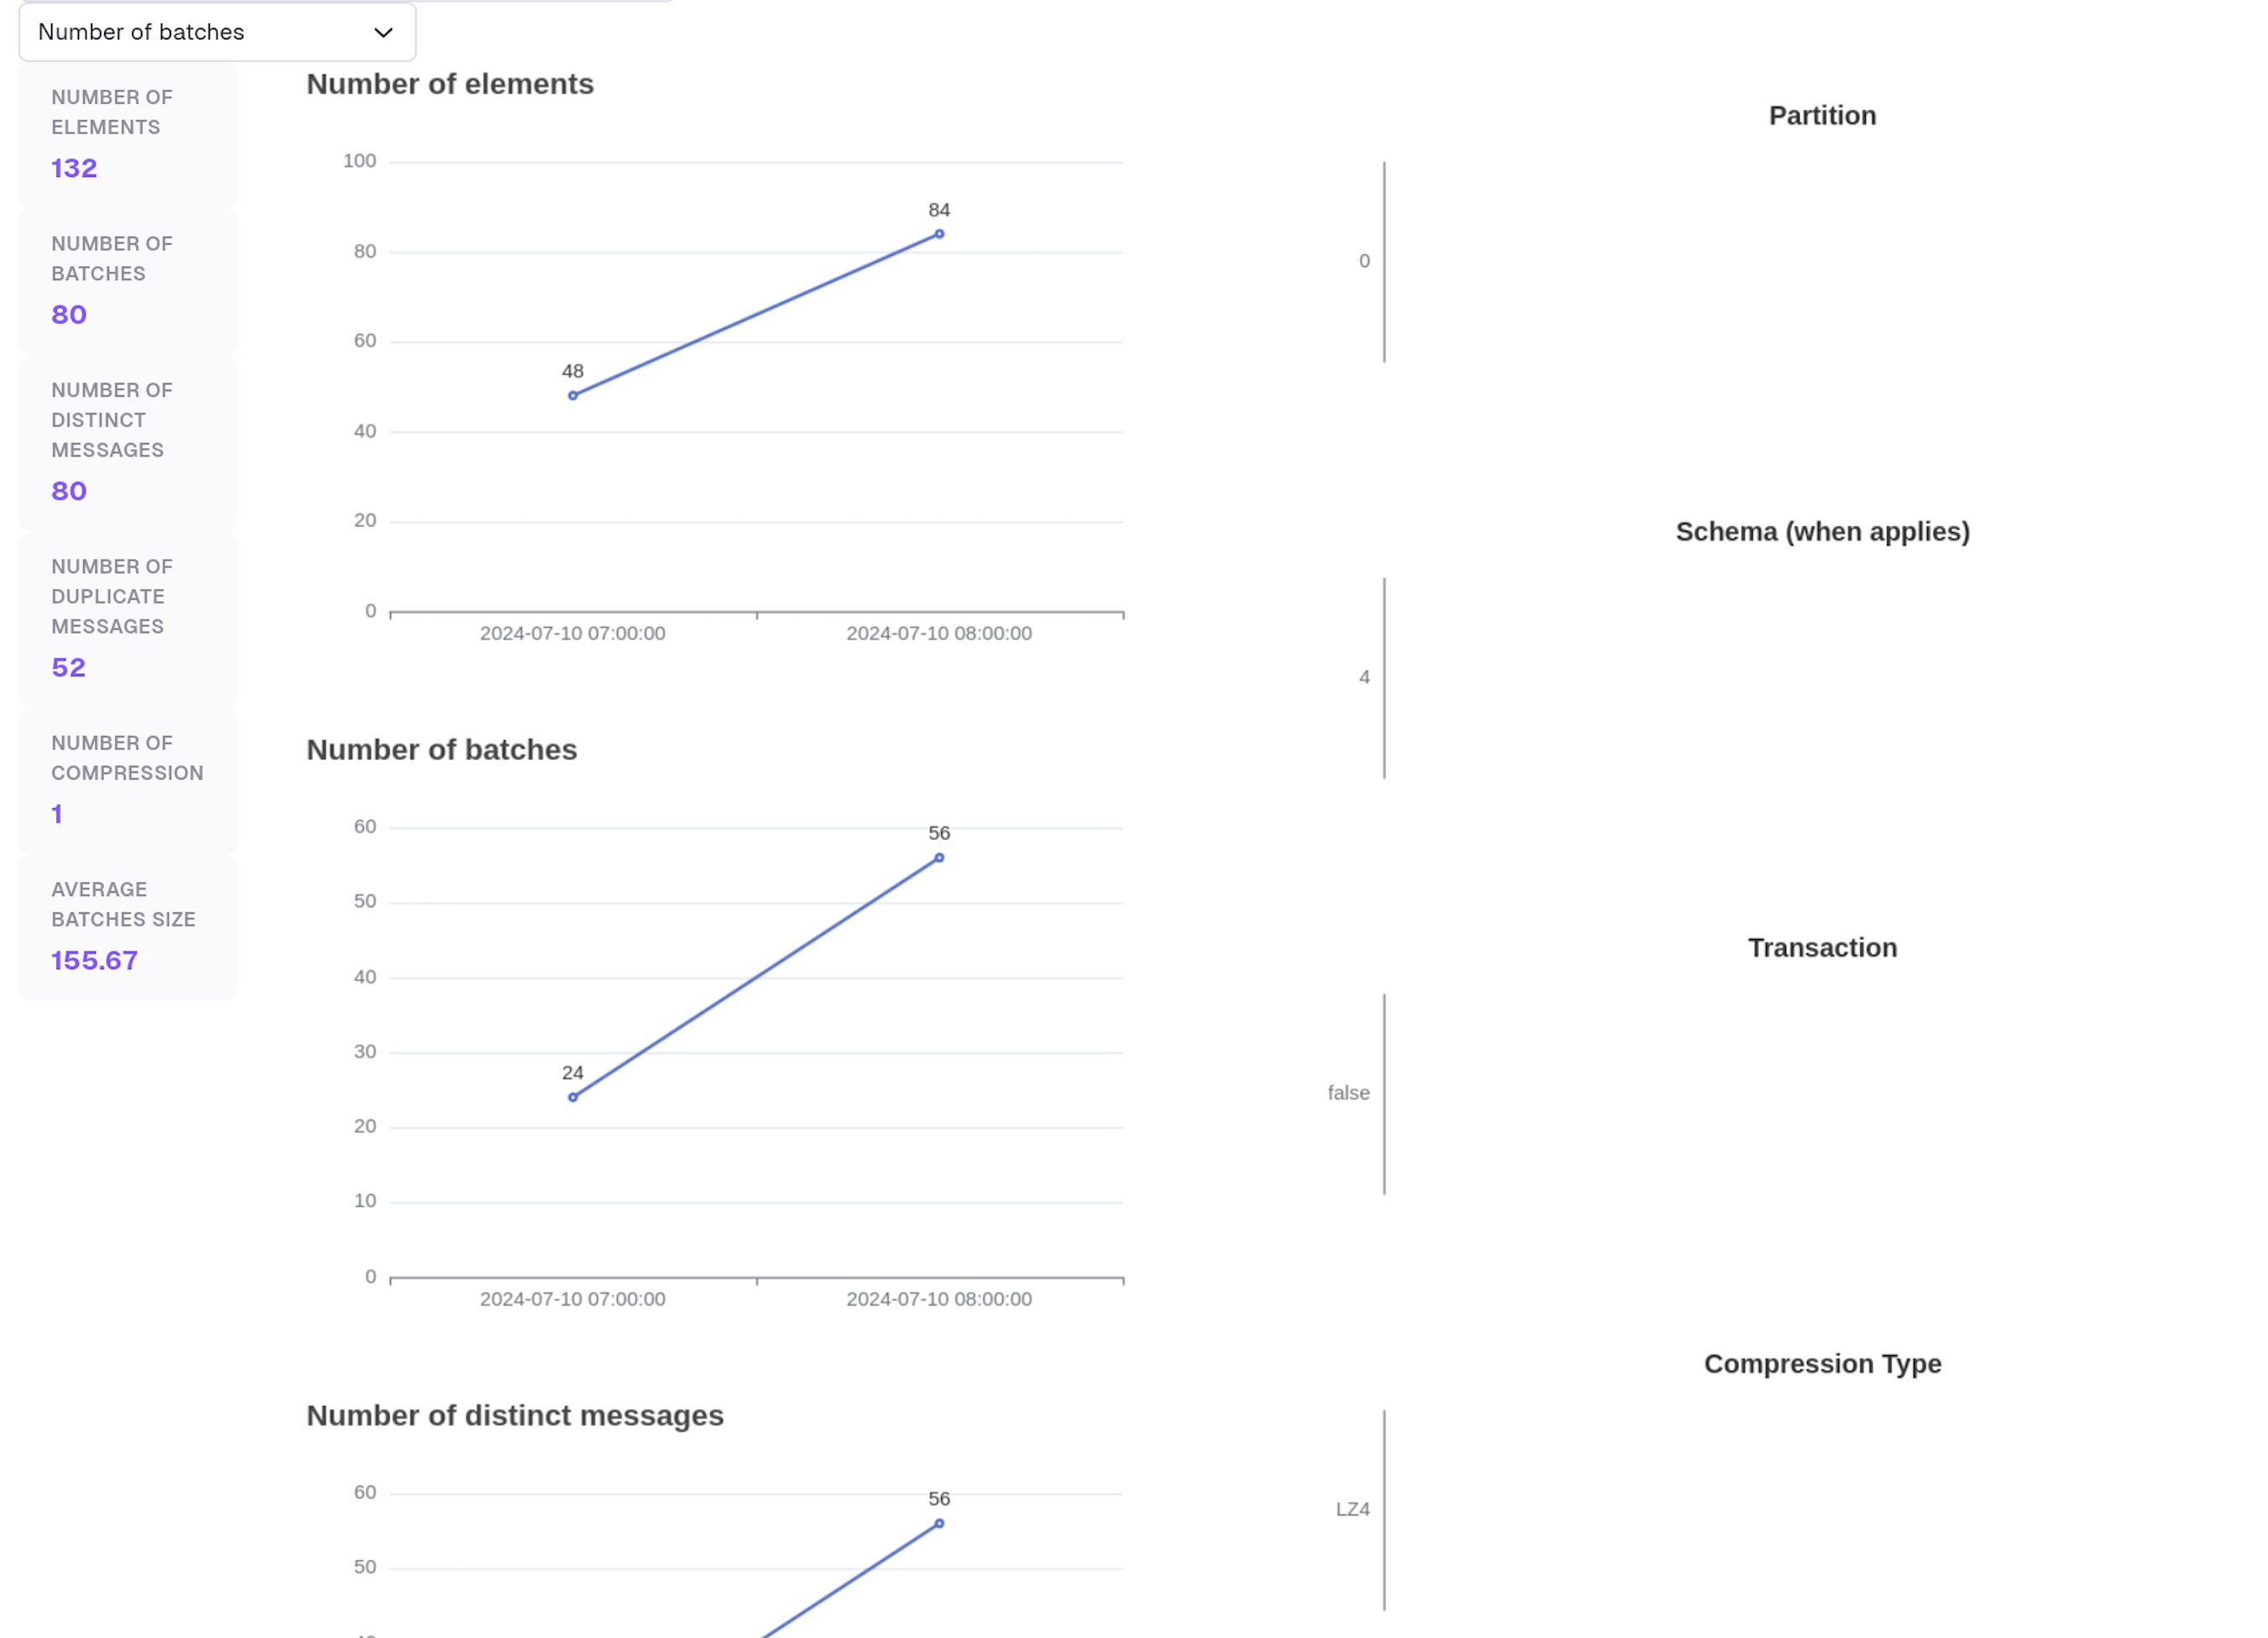 Number of batches
NUMBER OF
ELEMENTS
132
NUMBER OF
BATCHES
80
NUMBER OF
DISTINCT
MESSAGES
80
NUMBER OF
DUPLICATE
MESSAGES
52
NUMBER OF
COMPRESSION
1
AVERAGE
BATCHES SIZE
155.67
Number of elements
100
84
80
60
48
40
20
0
2024-07-10 07:00:00 2024-07-10 08:00:00
Number of batches
60
56
50
40
30
24
20
10
0
2024-07-10 07:00:00 2024-07-10 08:00:00
Number of distinct messages
60
56
50
Partition
0
Schema (when applies)
4
Transaction
false
Compression Type
LZ4